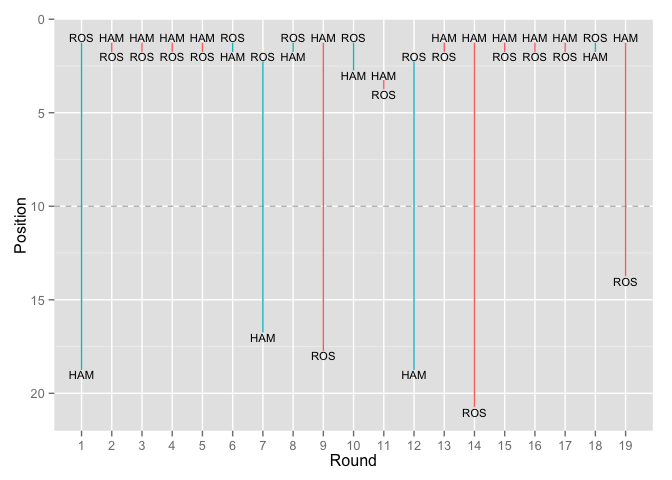 0
ROS HAM HAM HAM HAM ROS ROS HAM ROS HAM HAM HAM HAM HAM ROS HAM
ROS ROS ROS ROS HAM ROS HAM ROS ROS ROS ROS ROS HAM
HAM HAM
ROS
5
10
Position
ROS
15
HAM
ROS
HAM HAM
20
ROS
1 2 3 4 5 6 7 8 9 10 11 12 13 14 15 16 17 18 19
Round